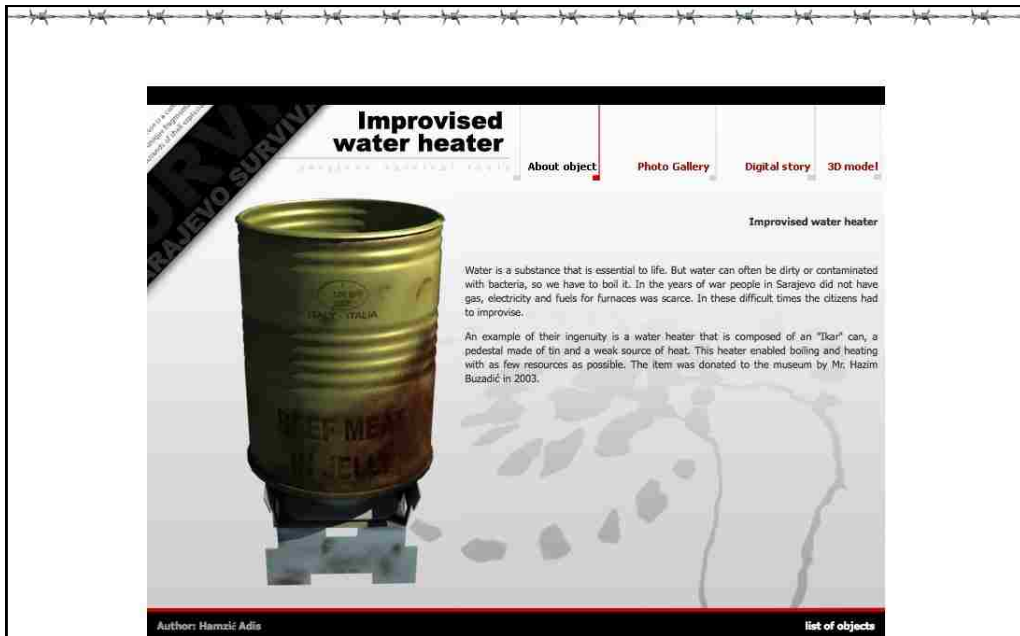 Improvised
water heater
About object
Photo Gallery
Digital story
3D model
SARAJEVO SURVIVAL
Improvised water heater
Water is a substance that is essential to life. But water can often be dirty or contaminated
with bacteria, so we have to boil it. In the years of war people in Sarajevo did not have
gas, electricity and fuels for furnaces was scarce. In these difficult times the citizens had
to improvise.
An example of their ingenuity is a water heater that is composed of an "Ikar" can, a
pedestal made of tin and a weak source of heat. This heater enabled boiling and heating
with as few resources as possible. The item was donated to the museum by Mr. Hazim
Buzadić in 2003.
ITALY - ITALIA
BEEF MEAT
IN JELLY
Author: Hamzić Adis
list of objects